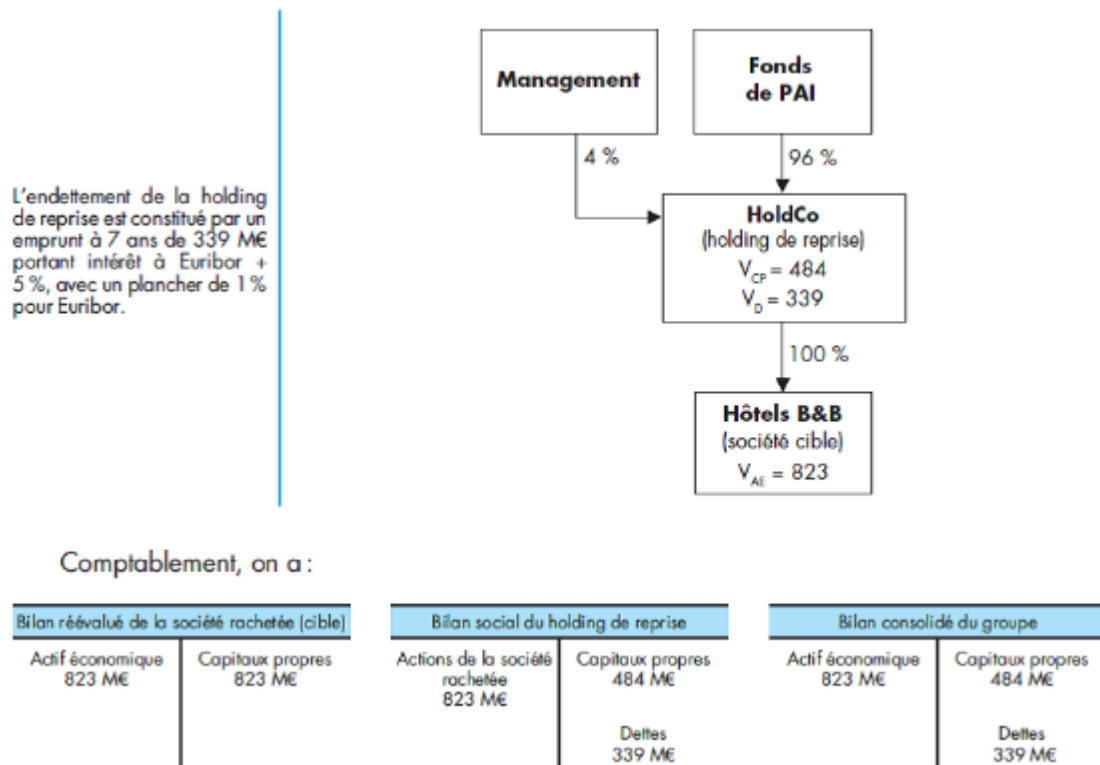 Management
Fonds
de PAI
4 %
96 %
L'endettement de la holding
de reprise est constitué par un
emprunt à 7 ans de 339 M€
portant intérêt à Euribor +
5 %, avec un plancher de 1 %
pour Euribor.
HoldCo
(holding de reprise)
V_CP = 484
V_D = 339
100 %
Hôtels B&B
(société cible)
V_AE = 823
Comptablement, on a :
Bilan réévalué de la société rachetée (cible)
Actif économique
823 M€
Capitaux propres
823 M€
Bilan social du holding de reprise
Actions de la société
rachetée
823 M€
Capitaux propres
484 M€
Dettes
339 M€
Bilan consolidé du groupe
Actif économique
823 M€
Capitaux propres
484 M€
Dettes
339 M€